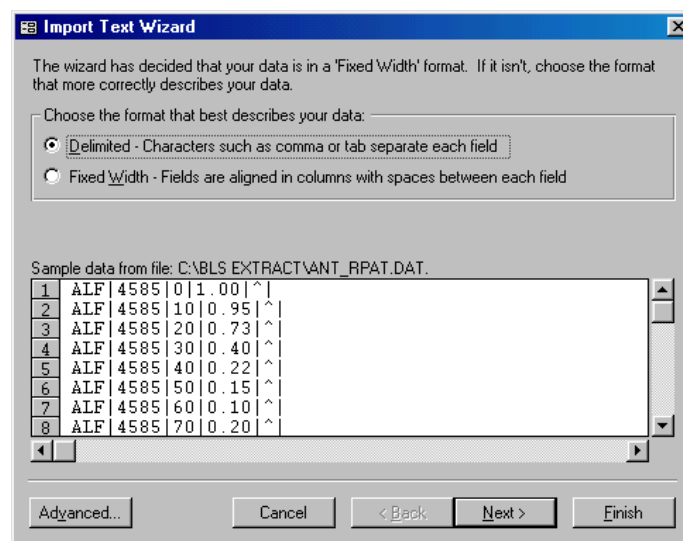 Import Text Wizard
The wizard has decided that your data is in a 'Fixed Width' format.  If it isn't, choose the format
that more correctly describes your data.
Choose the format that best describes your data:
Delimited - Characters such as comma or tab separate each field
Fixed Width - Fields are aligned in columns with spaces between each field
Sample data from file: C:\BLS EXTRACT\ANT_RPAT.DAT.
1 ALF|4585|0|1.00|^|
2 ALF|4585|10|0.95|^|
3 ALF|4585|20|0.73|^|
4 ALF|4585|30|0.40|^|
5 ALF|4585|40|0.22|^|
6 ALF|4585|50|0.15|^|
7 ALF|4585|60|0.10|^|
8 ALF|4585|70|0.20|^|
Advanced... Cancel < Back Next > Finish